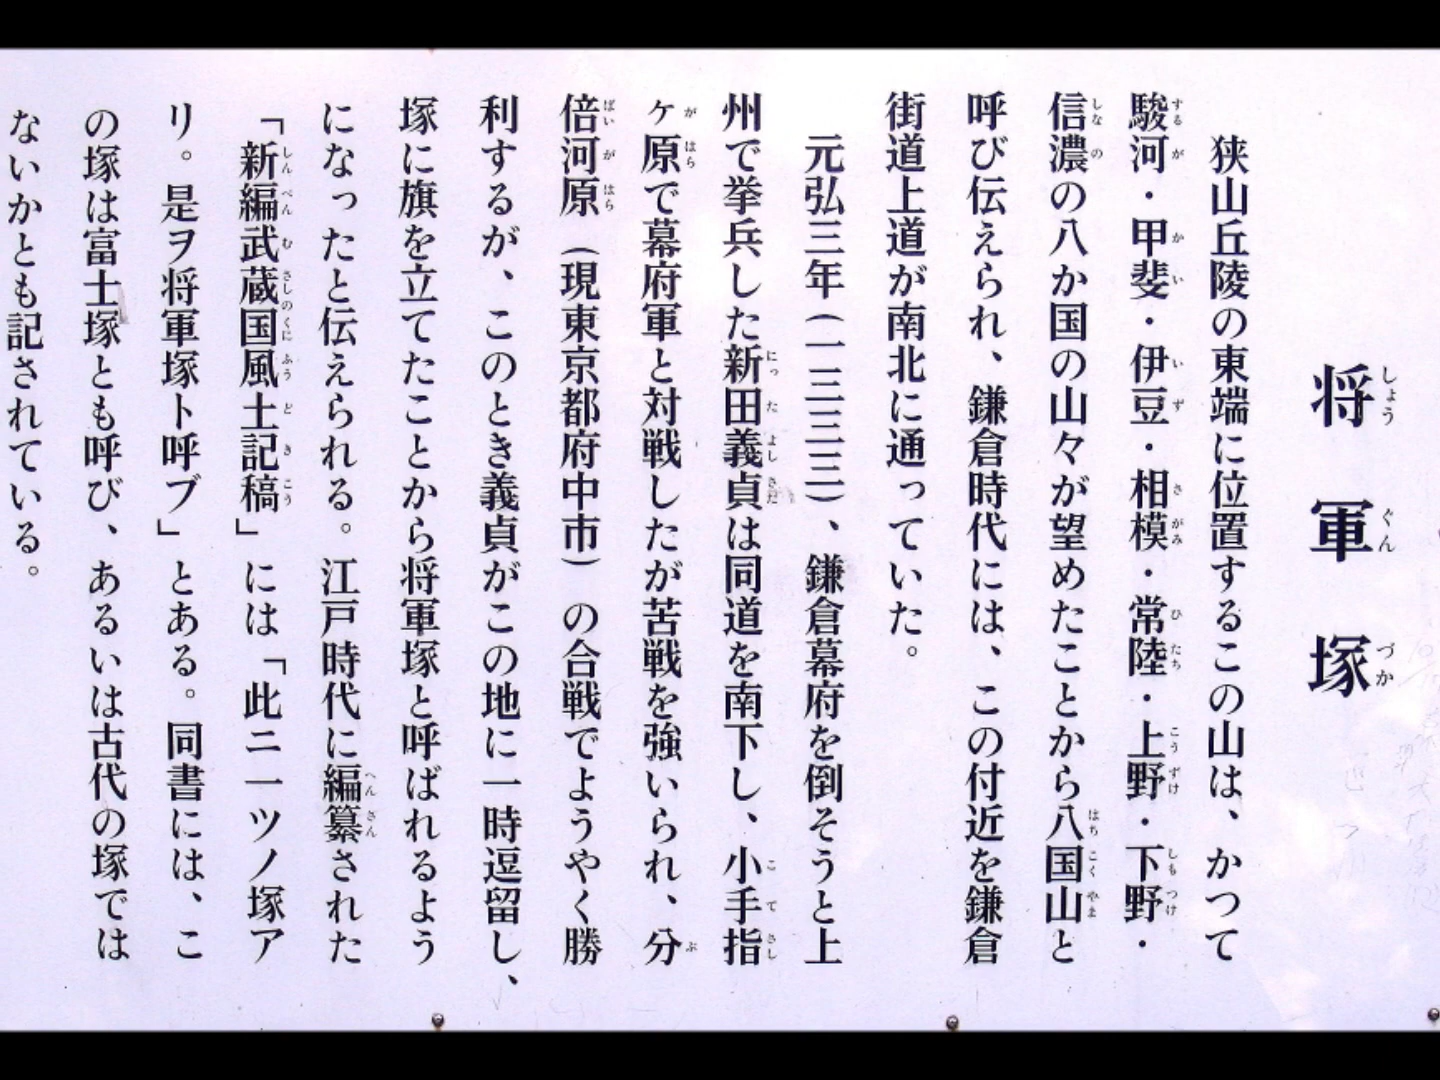 将軍塚
狭山丘陵の東端に位置するこの山は、かつて
駿河・甲斐・伊豆・相模・常陸・上野・下野・
信濃の八か国の山々が望めたことから八国山と
呼び伝えられ、鎌倉時代には、この付近を鎌倉
街道上道が南北に通っていた。
元弘三年（一三三三）、鎌倉幕府を倒そうと上
州で挙兵した新田義貞は同道を南下し、小手指
ヶ原で幕府軍と対戦したが苦戦を強いられ、分
倍河原（現東京都府中市）の合戦でようやく勝
利するが、このとき義貞がこの地に一時逗留し、
塚に旗を立てたことから将軍塚と呼ばれるよう
になったと伝えられる。江戸時代に編纂された
「新編武蔵国風土記稿」には「此ニ一ツノ塚ア
リ。是ヲ将軍塚ト呼ブ」とある。同書には、こ
の塚は富士塚とも呼び、あるいは古代の塚では
ないかとも記されている。